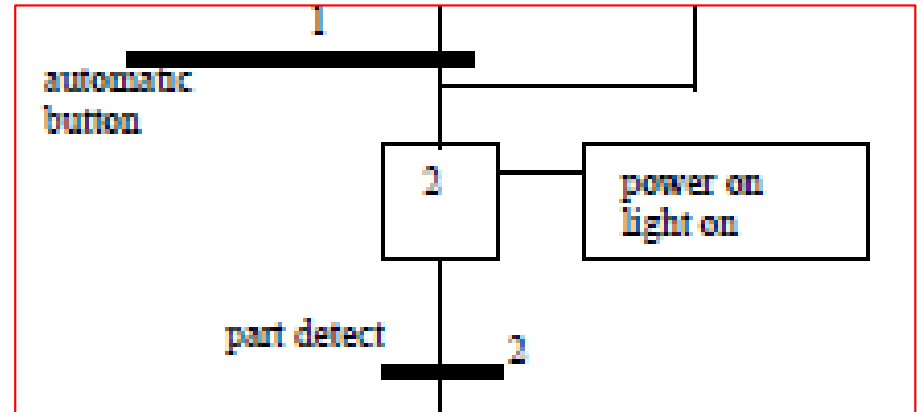 1
automatic
button
2
power on
light on
part detect
2